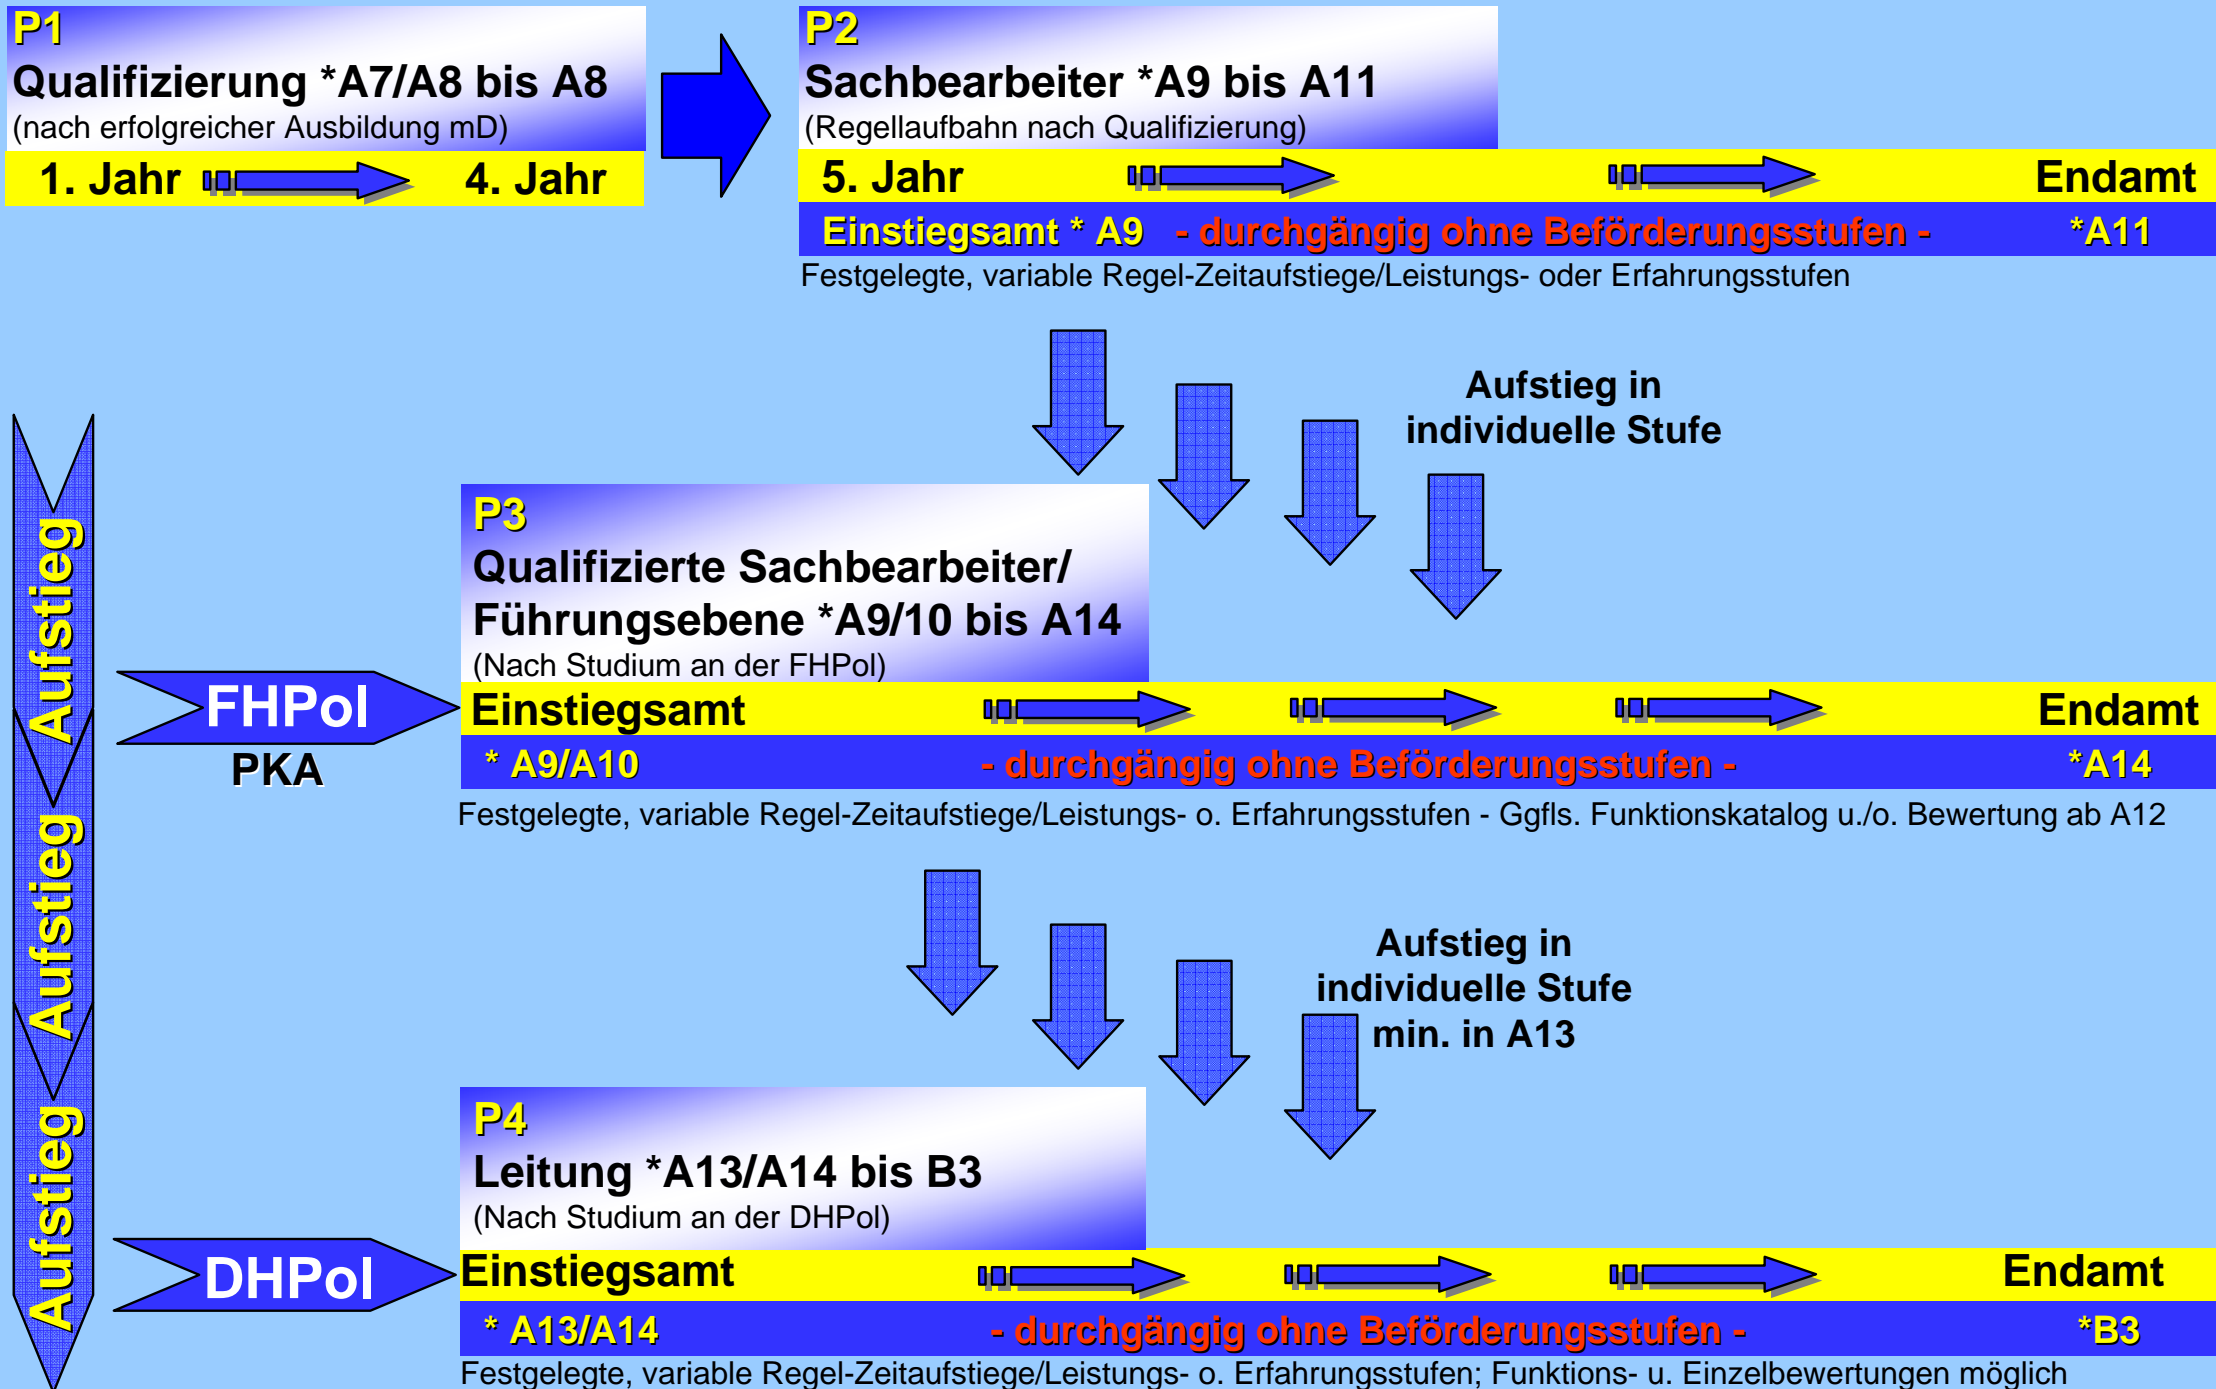 P1
Qualifizierung *A7/A8 bis A8
(nach erfolgreicher Ausbildung mD)
1. Jahr 4. Jahr
P2
Sachbearbeiter *A9 bis A11
(Regellaufbahn nach Qualifizierung)
5. Jahr Endamt
Einstiegsamt * A9 - durchgängig ohne Beförderungsstufen - *A11
Festgelegte, variable Regel-Zeitaufstiege/Leistungs- oder Erfahrungsstufen
Aufstieg in
individuelle Stufe
Aufstieg
Aufstieg
Aufstieg
FHPol
PKA
P3
Qualifizierte Sachbearbeiter/
Führungsebene *A9/10 bis A14
(Nach Studium an der FHPol)
Einstiegsamt Endamt
* A9/A10 - durchgängig ohne Beförderungsstufen - *A14
Festgelegte, variable Regel-Zeitaufstiege/Leistungs- o. Erfahrungsstufen - Ggfls. Funktionskatalog u./o. Bewertung ab A12
Aufstieg in
individuelle Stufe
min. in A13
DHPol
P4
Leitung *A13/A14 bis B3
(Nach Studium an der DHPol)
Einstiegsamt Endamt
* A13/A14 - durchgängig ohne Beförderungsstufen - *B3
Festgelegte, variable Regel-Zeitaufstiege/Leistungs- o. Erfahrungsstufen; Funktions- u. Einzelbewertungen möglich